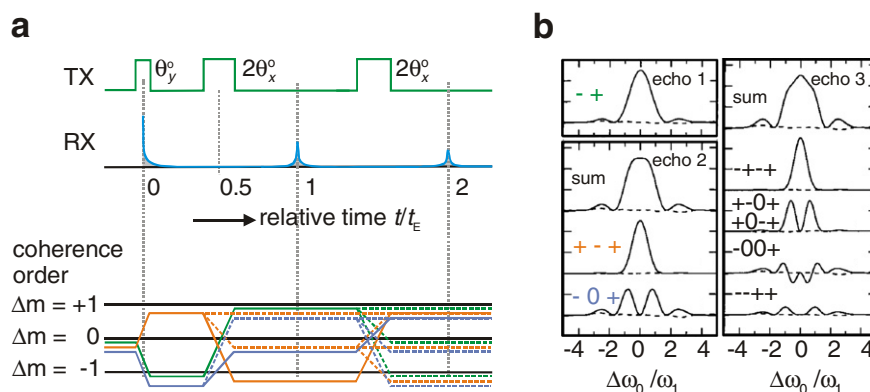 a
TX
θ°y
2θ°x
2θ°x
RX
0
0.5
1
2
relative time t/tE
coherence
order
Δm = +1
Δm = 0
Δm = -1
b
- +
echo 1
sum
echo 2
+ - +
- 0 +
-4 -2 0 2 4
Δω0/ω1
sum
echo 3
-+-+
+-0+
+0-+
-00+
--++
-4 -2 0 2 4
Δω0/ω1